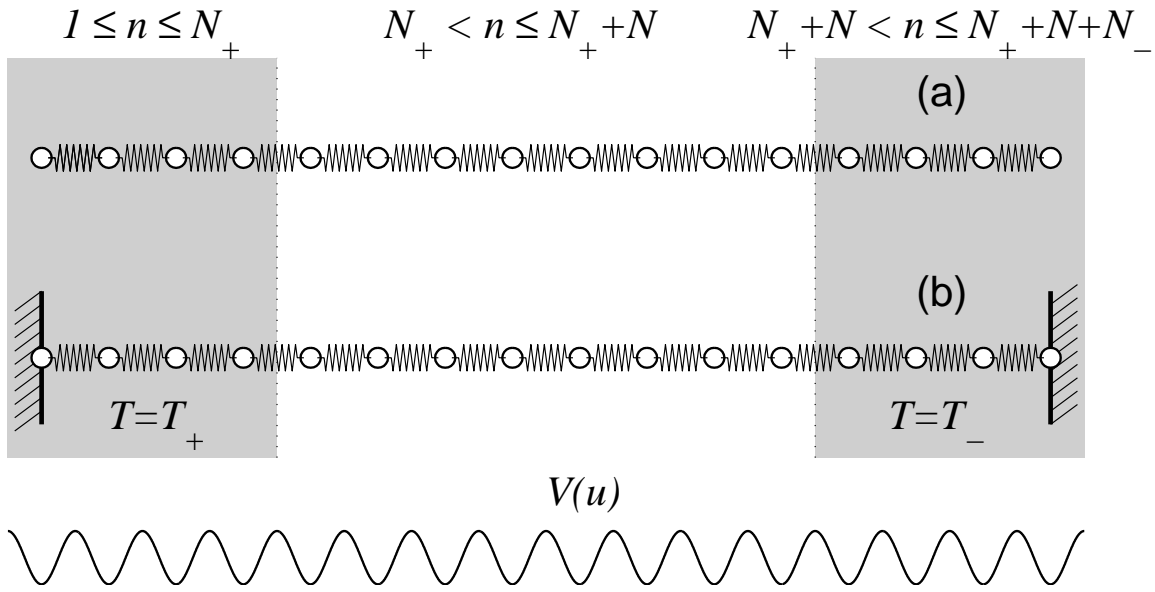 1 ≤ n ≤ N₊ N₊ < n ≤ N₊+N N₊+N < n ≤ N₊+N+N₋
(a)
(b)
T=T₊ T=T₋
V(u)